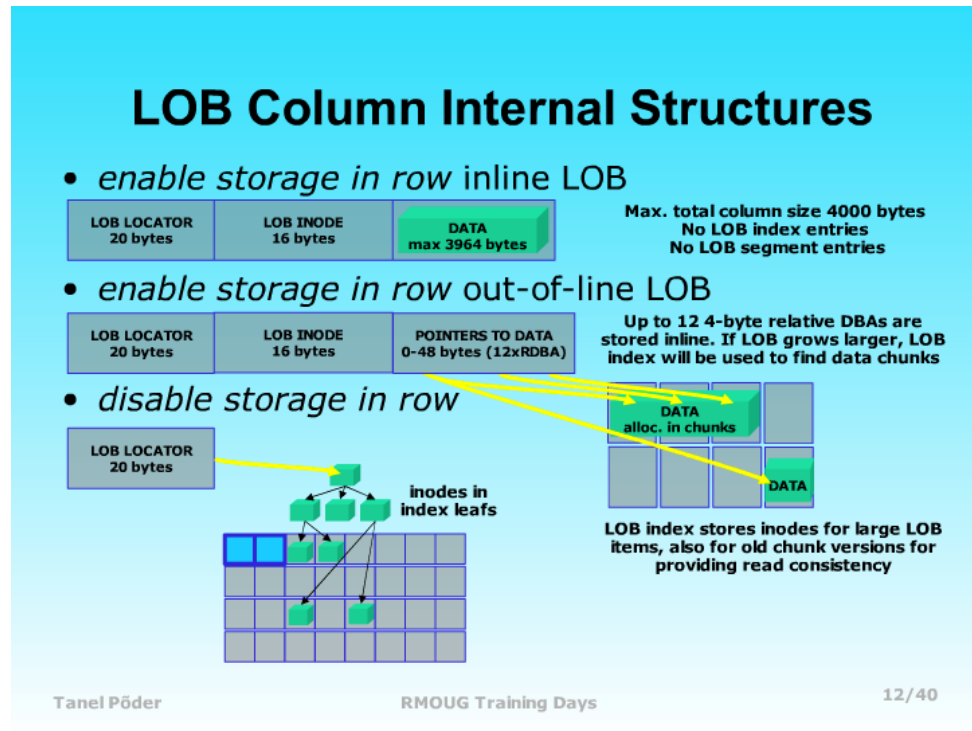 LOB Column Internal Structures
• enable storage in row inline LOB
LOB LOCATOR
20 bytes
LOB INODE
16 bytes
DATA
max 3964 bytes
Max. total column size 4000 bytes
No LOB index entries
No LOB segment entries
• enable storage in row out-of-line LOB
LOB LOCATOR
20 bytes
LOB INODE
16 bytes
POINTERS TO DATA
0-48 bytes (12xRDBA)
Up to 12 4-byte relative DBAs are
stored inline. If LOB grows larger, LOB
index will be used to find data chunks
DATA
alloc. in chunks
DATA
• disable storage in row
LOB LOCATOR
20 bytes
inodes in
index leafs
LOB index stores inodes for large LOB
items, also for old chunk versions for
providing read consistency
Tanel Põder
RMOUG Training Days
12/40